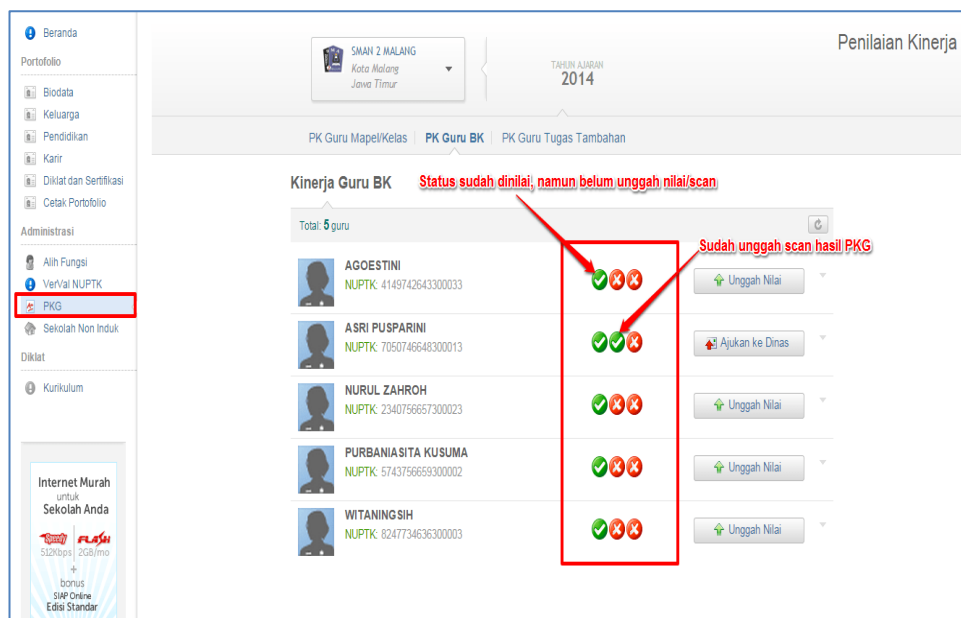 Beranda
Portofolio
Biodata
Keluarga
Pendidikan
Karir
Diklat dan Sertifikasi
Cetak Portofolio
Administrasi
Alih Fungsi
VerVal NUPTK
PKG
Sekolah Non Induk
Diklat
Kurikulum
Internet Murah
untuk
Sekolah Anda
Speedy FLASH
512Kbps 2GB/mo
+
bonus
SIAP Online
Edisi Standar
SMAN 2 MALANG
Kota Malang
Jawa Timur
TAHUN AJARAN
2014
Penilaian Kinerja
PK Guru Mapel/Kelas PK Guru BK PK Guru Tugas Tambahan
Kinerja Guru BK
Status sudah dinilai, namun belum unggah nilai/scan
Total: 5 guru
Sudah unggah scan hasil PKG
AGOESTINI
NUPTK: 4149742643300033
Unggah Nilai
ASRI PUSPARINI
NUPTK: 7050746648300013
Ajukan ke Dinas
NURUL ZAHROH
NUPTK: 2340756657300023
Unggah Nilai
PURBANIASITA KUSUMA
NUPTK: 5743756659300002
Unggah Nilai
WITANINGSIH
NUPTK: 8247734636300003
Unggah Nilai